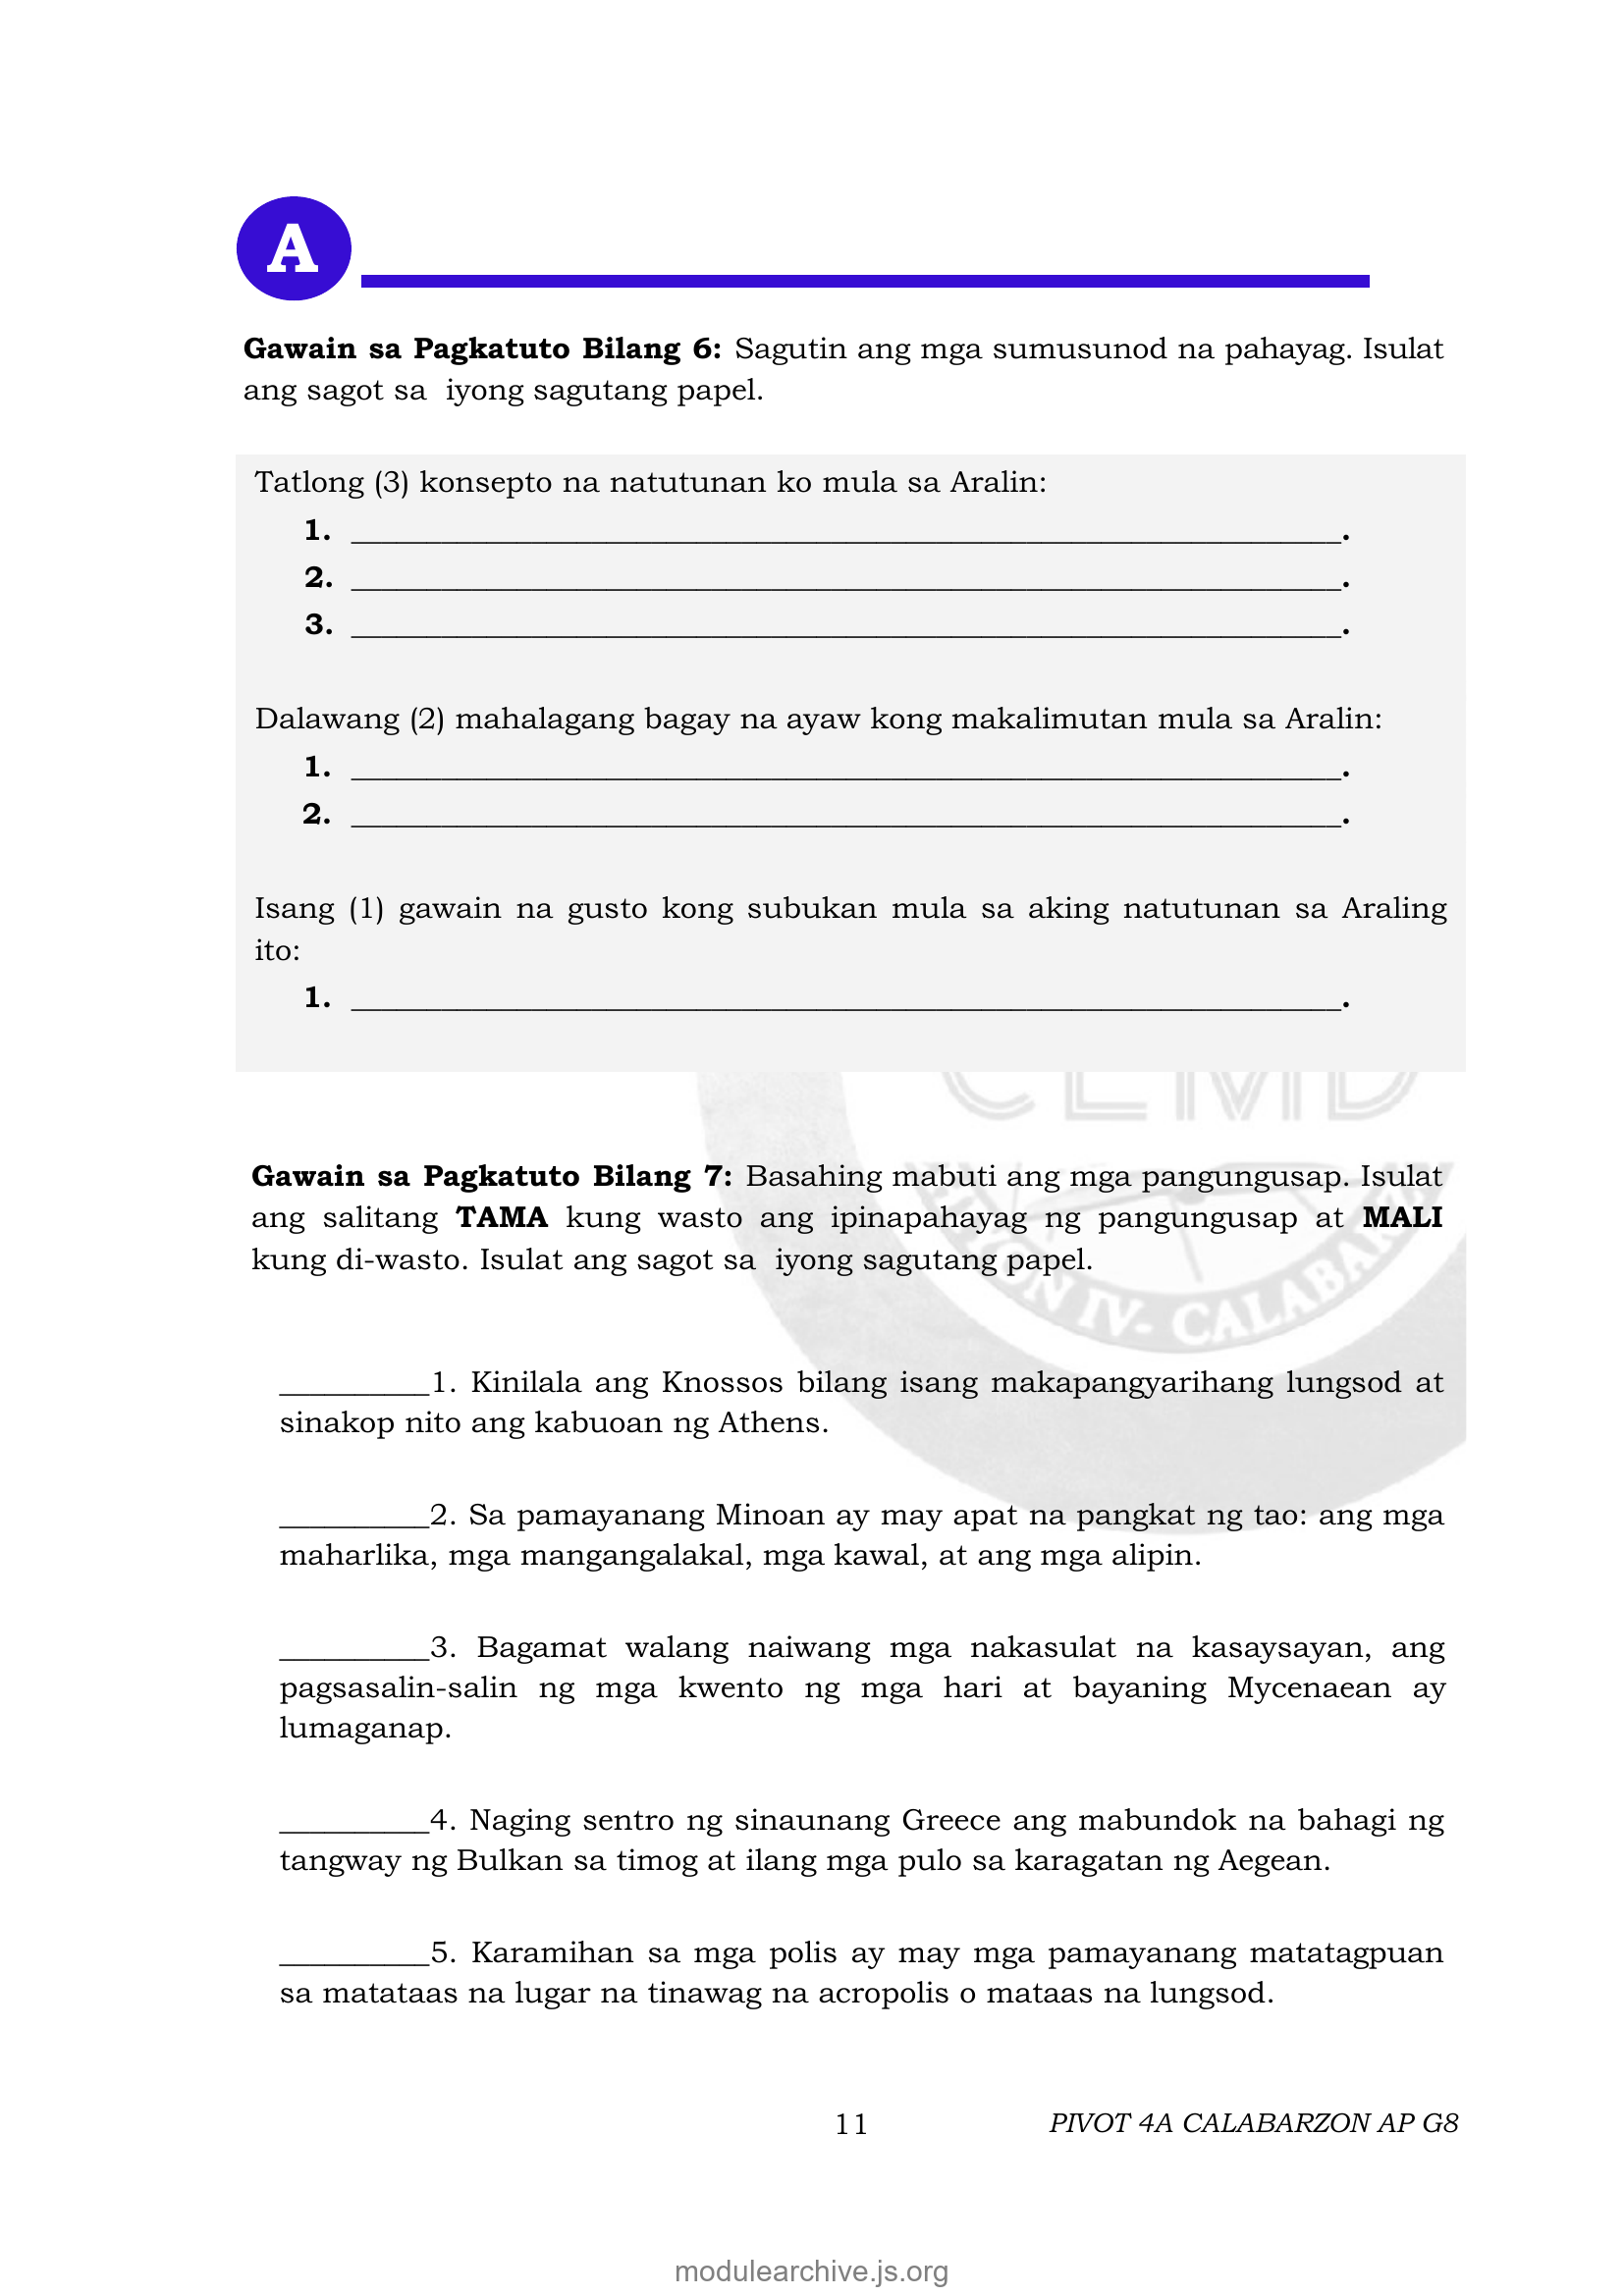 A
Gawain sa Pagkatuto Bilang 6: Sagutin ang mga sumusunod na pahayag. Isulat
ang sagot sa iyong sagutang papel.
Tatlong (3) konsepto na natutunan ko mula sa Aralin:
1. ______________________________.
2. ______________________________.
3. ______________________________.
Dalawang (2) mahalagang bagay na ayaw kong makalimutan mula sa Aralin:
1. ______________________________.
2. ______________________________.
Isang (1) gawain na gusto kong subukan mula sa aking natutunan sa Araling
ito:
1. ______________________________.
CLMD
Gawain sa Pagkatuto Bilang 7: Basahing mabuti ang mga pangungusap. Isulat
ang salitang TAMA kung wasto ang ipinapahayag ng pangungusap at MALI
kung di-wasto. Isulat ang sagot sa iyong sagutang papel.
IV- CALABAR
__________1. Kinilala ang Knossos bilang isang makapangyarihang lungsod at
sinakop nito ang kabuoan ng Athens.
__________2. Sa pamayanang Minoan ay may apat na pangkat ng tao: ang mga
maharlika, mga mangangalakal, mga kawal, at ang mga alipin.
__________3. Bagamat walang naiwang mga nakasulat na kasaysayan, ang
pagsasalin-salin ng mga kwento ng mga hari at bayaning Mycenaean ay
lumaganap.
__________4. Naging sentro ng sinaunang Greece ang mabundok na bahagi ng
tangway ng Bulkan sa timog at ilang mga pulo sa karagatan ng Aegean.
__________5. Karamihan sa mga polis ay may mga pamayanang matatagpuan
sa matataas na lugar na tinawag na acropolis o mataas na lungsod.
11 PIVOT 4A CALABARZON AP G8
modulearchive.js.org